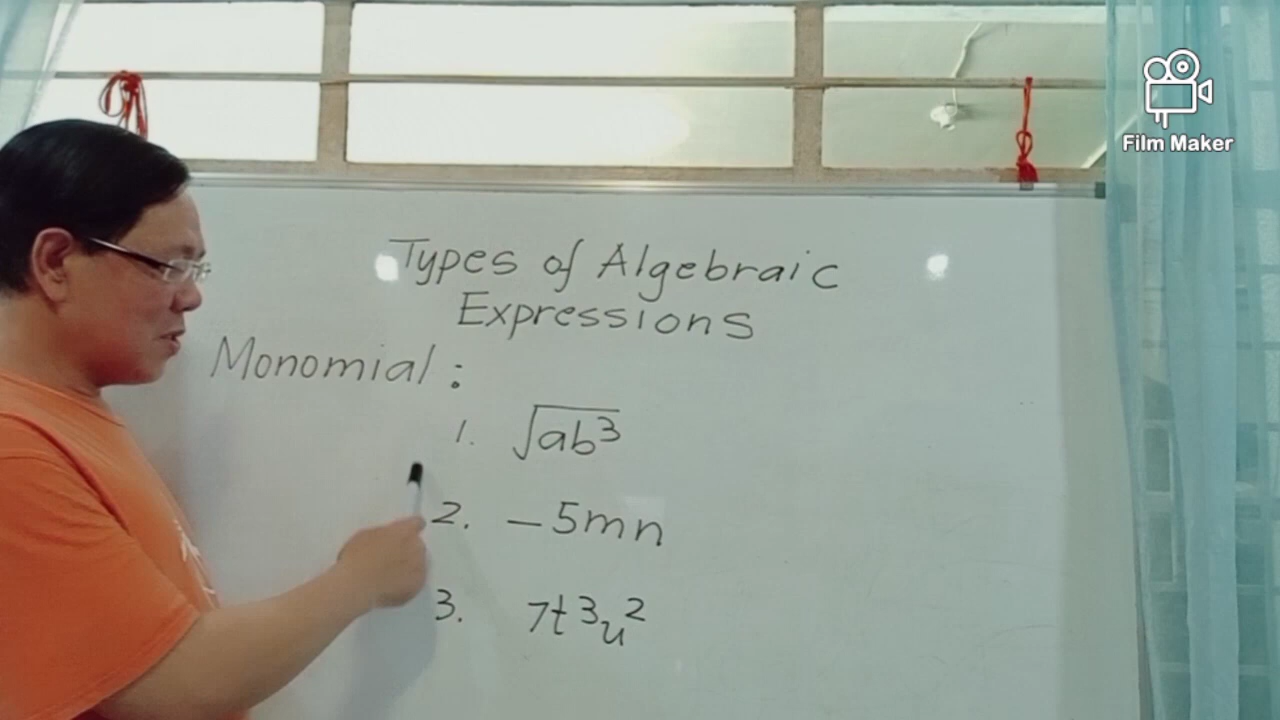 Film Maker
Types of Algebraic
Expressions
Monomial:
1. √ab³
2. −5mn
3. 7t³u²